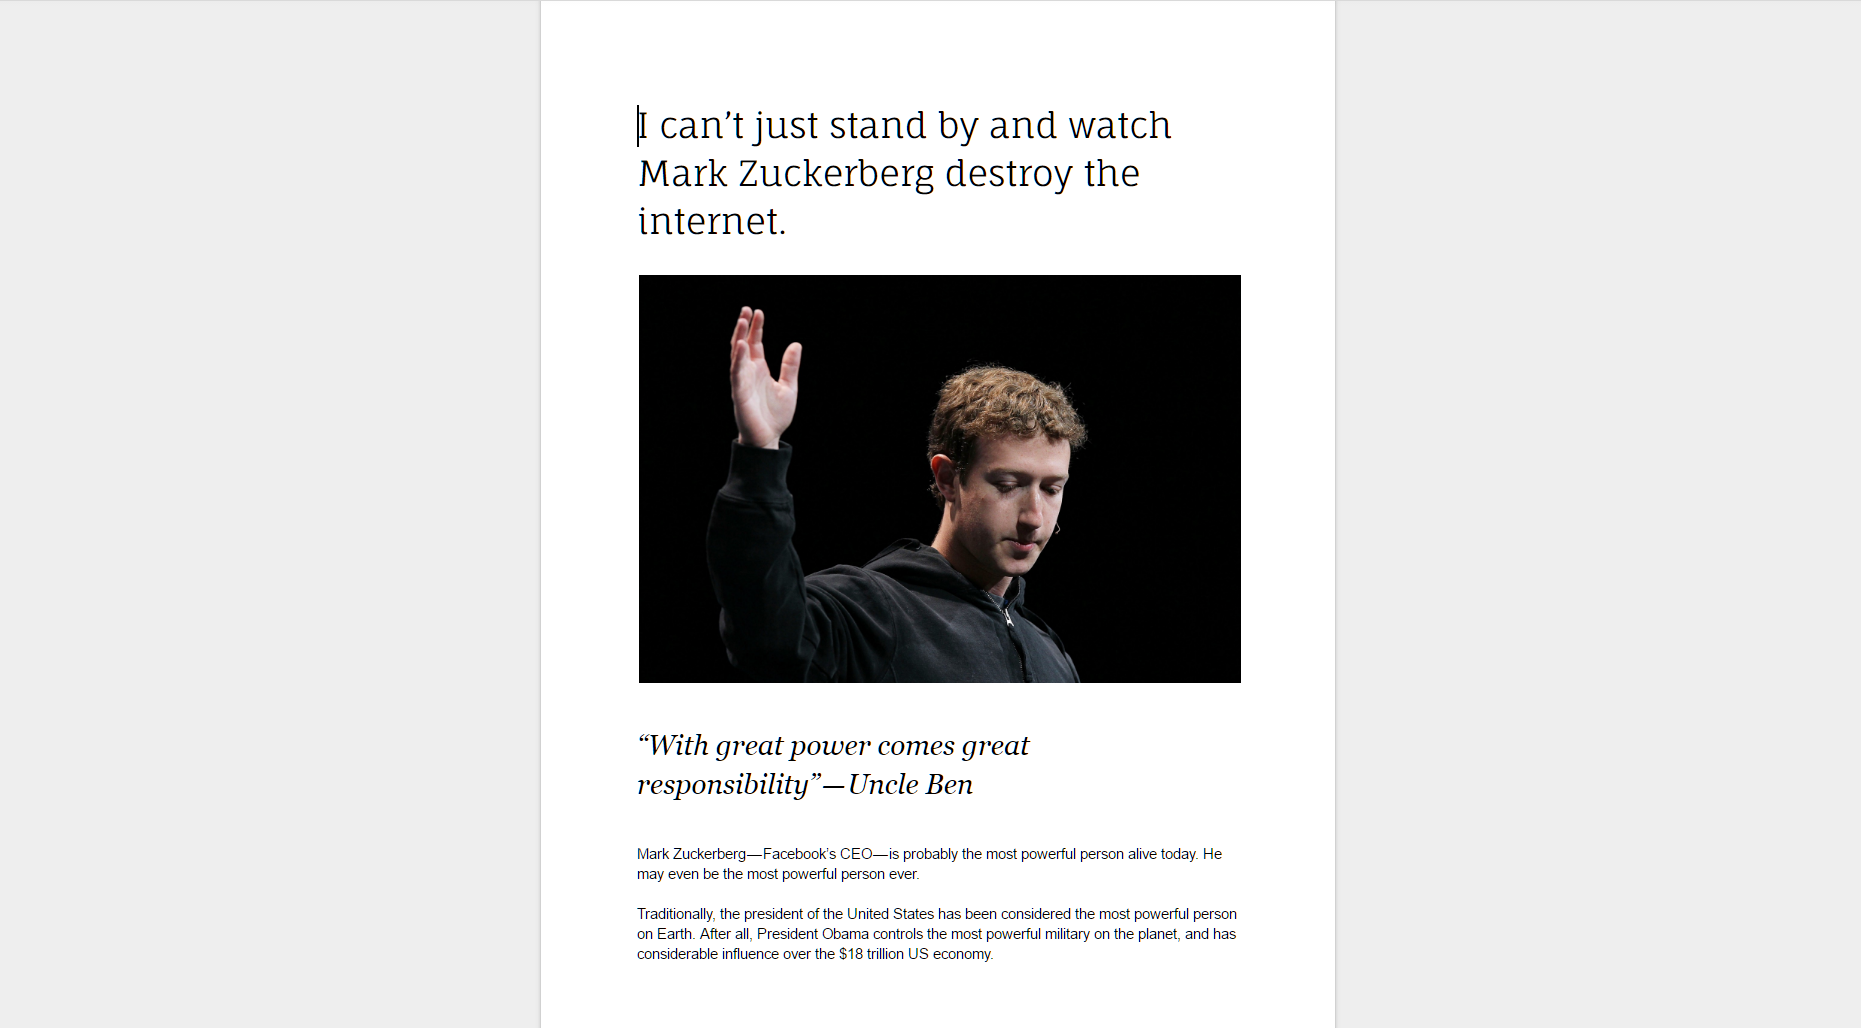 I can’t just stand by and watch
Mark Zuckerberg destroy the
internet.
“With great power comes great
responsibility”—Uncle Ben
Mark Zuckerberg—Facebook’s CEO—is probably the most powerful person alive today. He
may even be the most powerful person ever.
Traditionally, the president of the United States has been considered the most powerful person
on Earth. After all, President Obama controls the most powerful military on the planet, and has
considerable influence over the $18 trillion US economy.